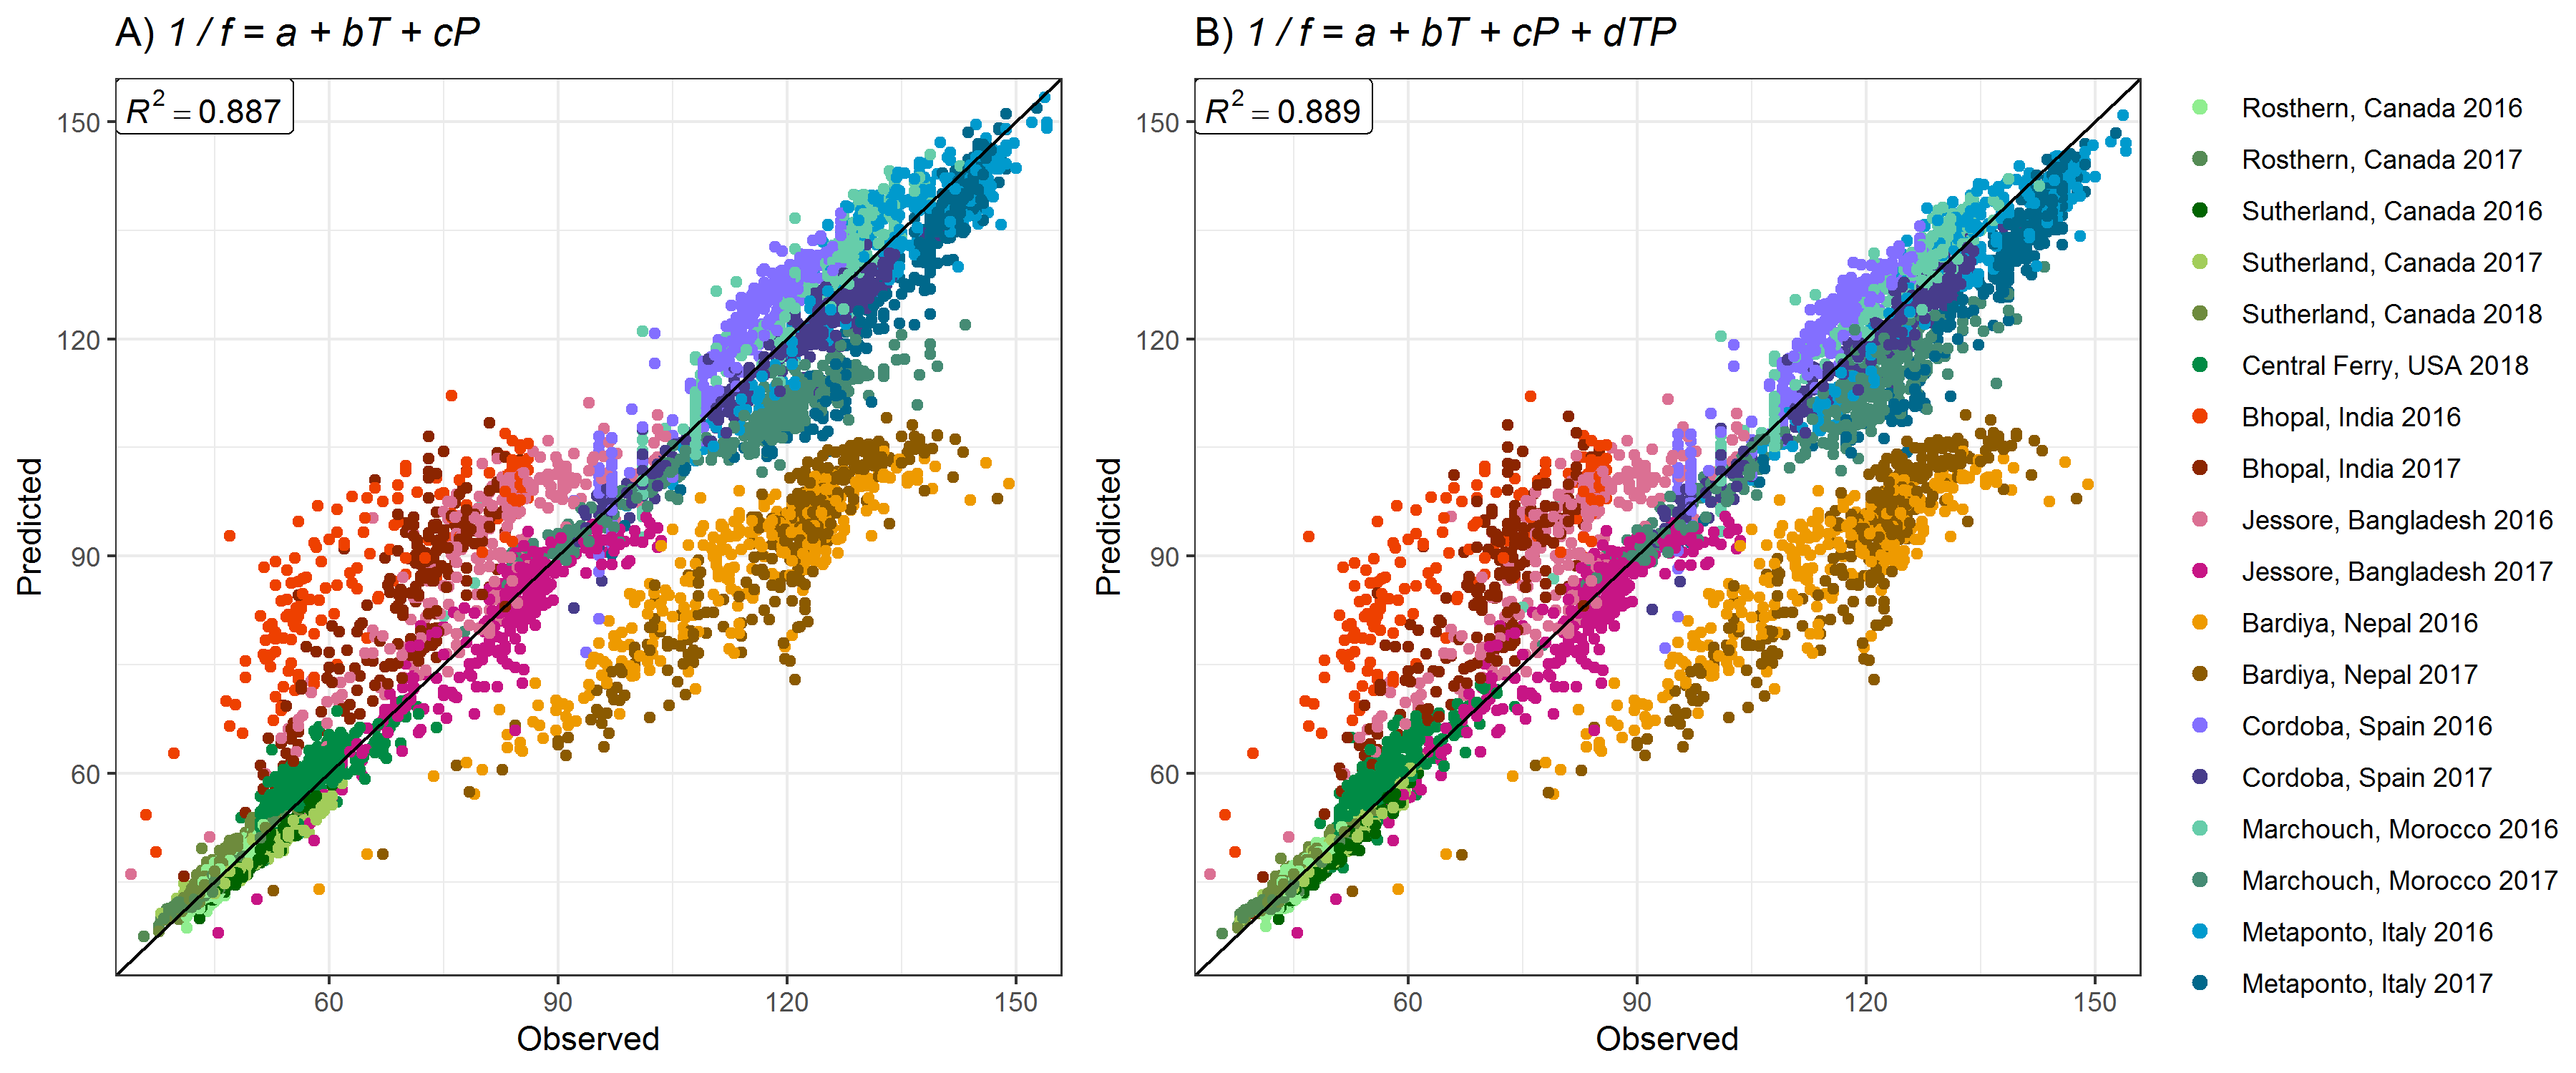 A) 1 / f = a + bT + cP
R² = 0.887
150
120
90
60
Predicted
60 90 120 150
Observed
B) 1 / f = a + bT + cP + dTP
R² = 0.889
150
120
90
60
Predicted
60 90 120 150
Observed
Rosthern, Canada 2016
Rosthern, Canada 2017
Sutherland, Canada 2016
Sutherland, Canada 2017
Sutherland, Canada 2018
Central Ferry, USA 2018
Bhopal, India 2016
Bhopal, India 2017
Jessore, Bangladesh 2016
Jessore, Bangladesh 2017
Bardiya, Nepal 2016
Bardiya, Nepal 2017
Cordoba, Spain 2016
Cordoba, Spain 2017
Marchouch, Morocco 2016
Marchouch, Morocco 2017
Metaponto, Italy 2016
Metaponto, Italy 2017